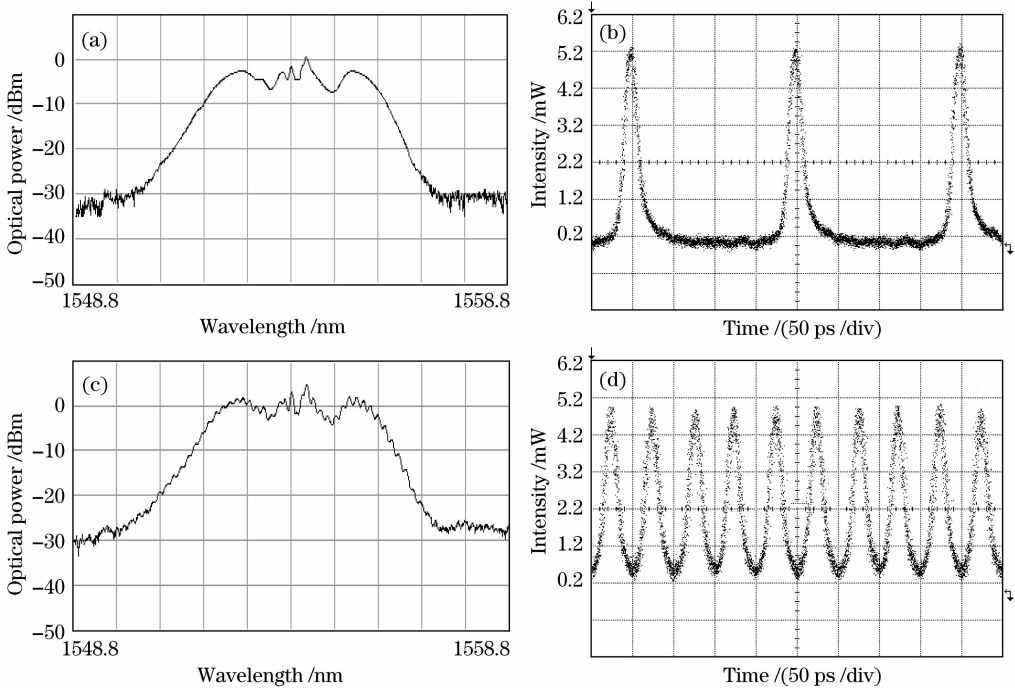 (a)
0
−10
−20
−30
−40
−50
Optical power /dBm
1548.8
1558.8
Wavelength /nm
(b)
6.2
5.2
4.2
3.2
2.2
1.2
0.2
Intensity /mW
Time /(50 ps /div)
(c)
0
−10
−20
−30
−40
−50
Optical power /dBm
1548.8
1558.8
Wavelength /nm
(d)
6.2
5.2
4.2
3.2
2.2
1.2
0.2
Intensity /mW
Time /(50 ps /div)